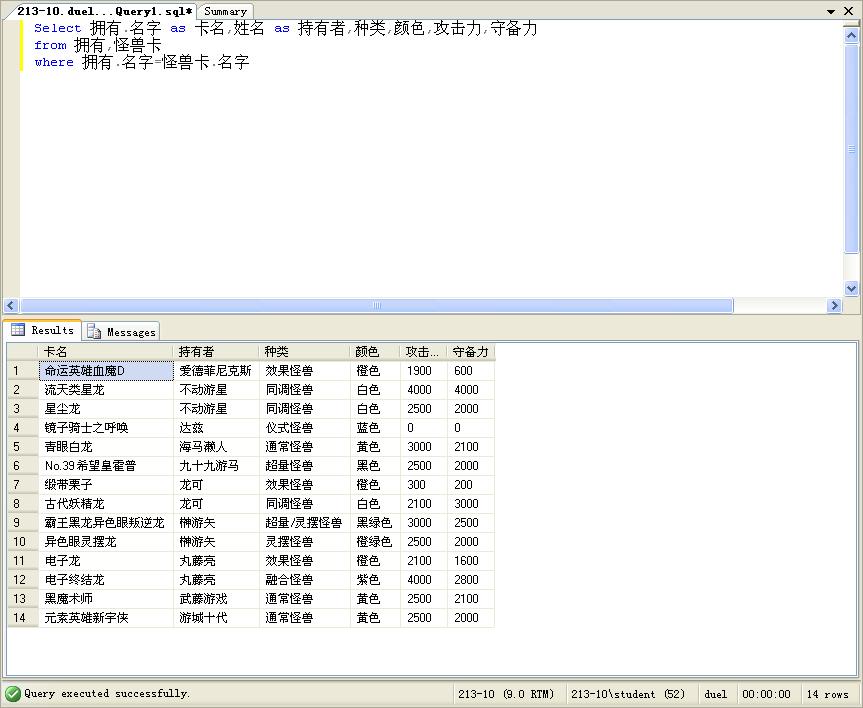 213-10.duel...Query1.sql* Summary
Select 拥有.名字 as 卡名,姓名 as 持有者,种类,颜色,攻击力,守备力
from 拥有,怪兽卡
where 拥有.名字=怪兽卡.名字
Results Messages
卡名 持有者 种类 颜色 攻击... 守备力
1 命运英雄血魔D 爱德菲尼克斯 效果怪兽 橙色 1900 600
2 流天类星龙 不动游星 同调怪兽 白色 4000 4000
3 星尘龙 不动游星 同调怪兽 白色 2500 2000
4 镜子骑士之呼唤 达兹 仪式怪兽 蓝色 0 0
5 青眼白龙 海马濑人 通常怪兽 黄色 3000 2100
6 No.39 希望皇霍普 九十九游马 超量怪兽 黑色 2500 2000
7 缎带栗子 龙可 效果怪兽 橙色 300 200
8 古代妖精龙 龙可 同调怪兽 白色 2100 3000
9 霸王黑龙异色眼叛逆龙 榊游矢 超量/灵摆怪兽 黑绿色 3000 2500
10 异色眼灵摆龙 榊游矢 灵摆怪兽 橙绿色 2500 2000
11 电子龙 丸藤亮 效果怪兽 橙色 2100 1600
12 电子终结龙 丸藤亮 融合怪兽 紫色 4000 2800
13 黑魔术师 武藤游戏 通常怪兽 黄色 2500 2100
14 元素英雄新宇侠 游城十代 通常怪兽 黄色 2500 2000
Query executed successfully. 213-10 (9.0 RTM) 213-10\student (52) duel 00:00:00 14 rows